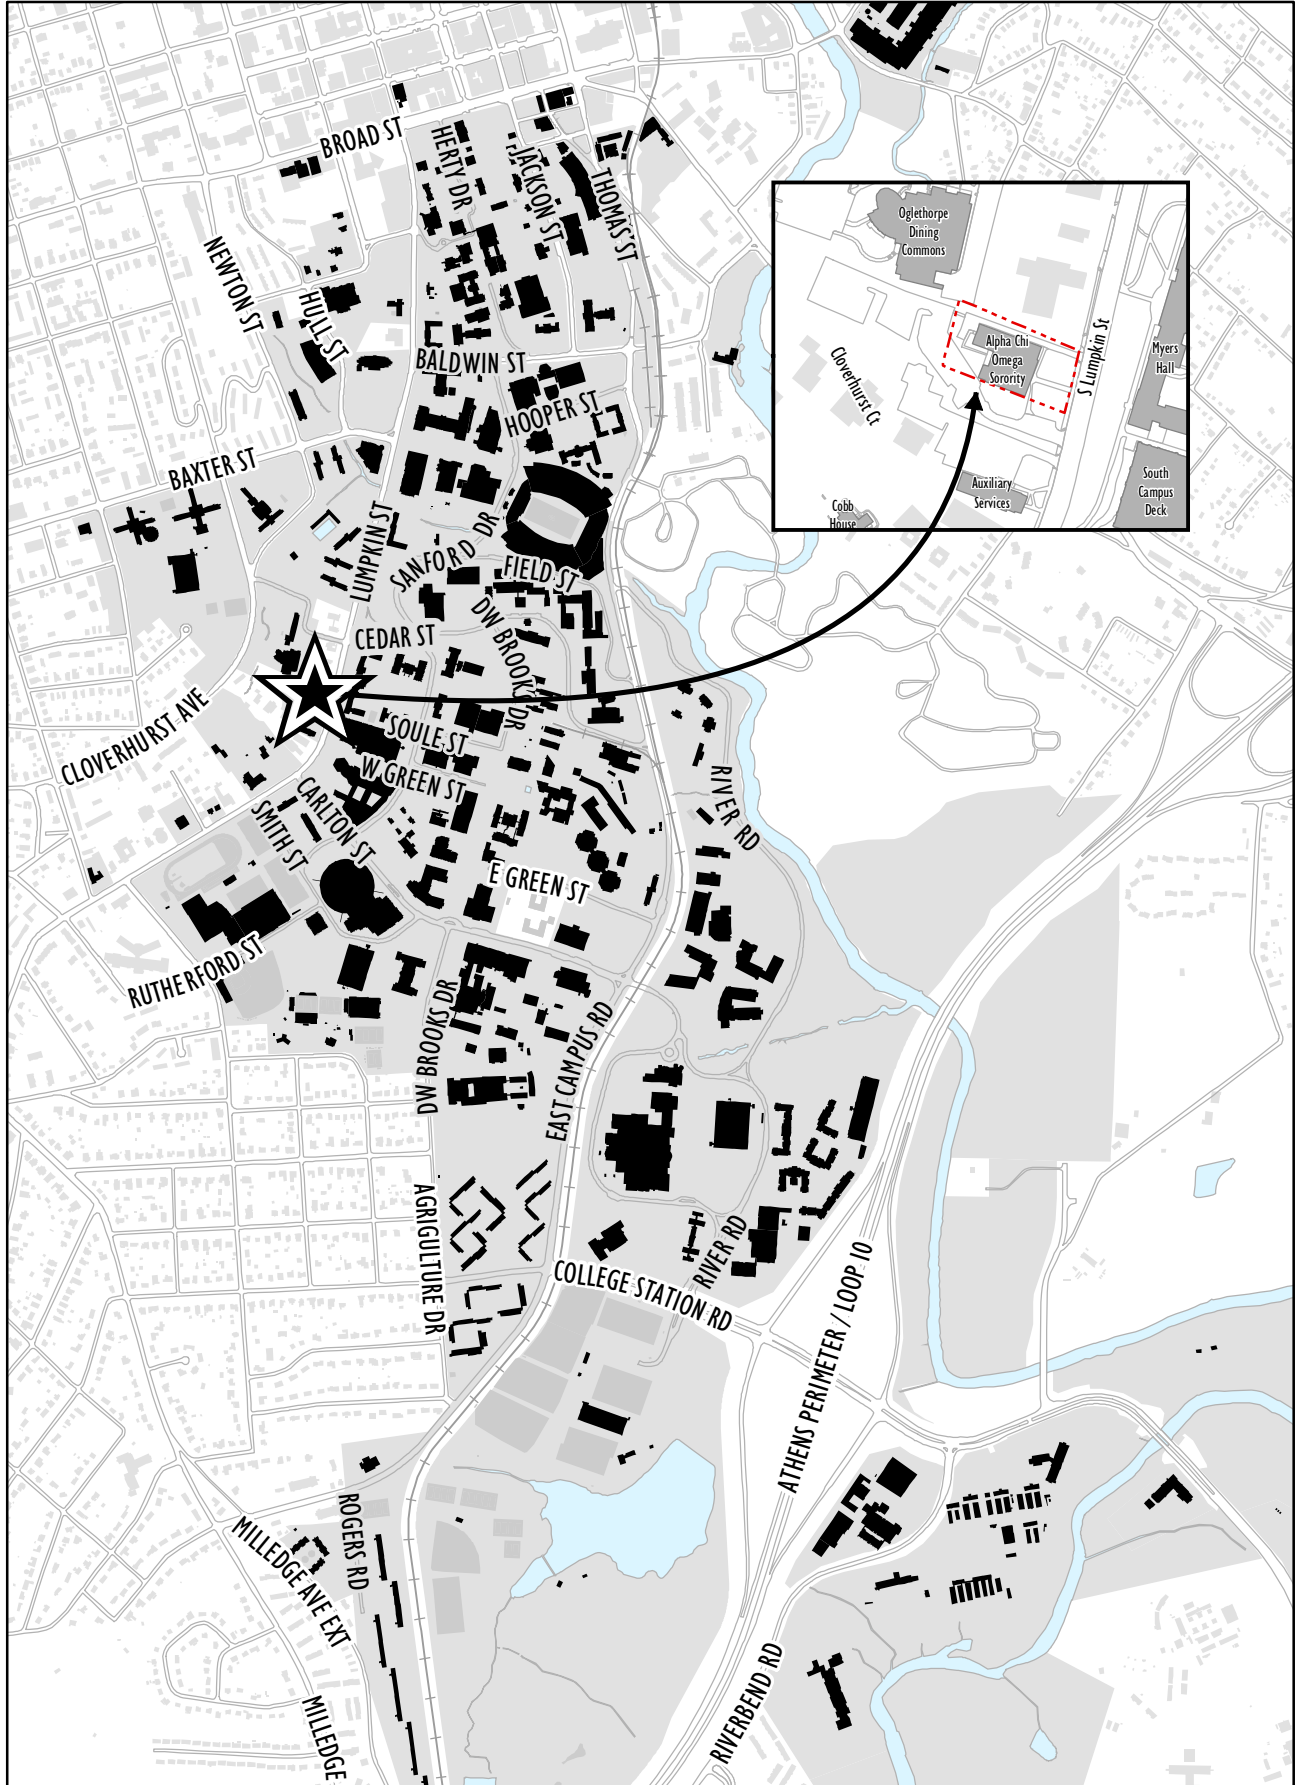 BROAD ST
HERTY DR
JACKSON ST
THOMAS ST
NEWTON ST
HULL ST
BALDWIN ST
HOOPER ST
BAXTER ST
LUMPKIN ST
SANFORD DR
FIELD ST
CEDAR ST
DW BROOKS DR
CLOVERHURST AVE
SOULE ST
W GREEN ST
CARLTON ST
SMITH ST
E GREEN ST
RIVER RD
RUTHERFORD ST
DW BROOKS DR
EAST CAMPUS RD
AGRIGULTURE DR
RIVER RD
COLLEGE STATION RD
ATHENS PERIMETER / LOOP 10
ROGERS RD
MILLEDGE AVE EXT
MILLEDGE
RIVERBEND RD
Oglethorpe
Dining
Commons
Alpha Chi
Omega
Sorority
S Lumpkin St
Myers
Hall
Cloverhurst Ct
Auxiliary
Services
South
Campus
Deck
Cobb
House